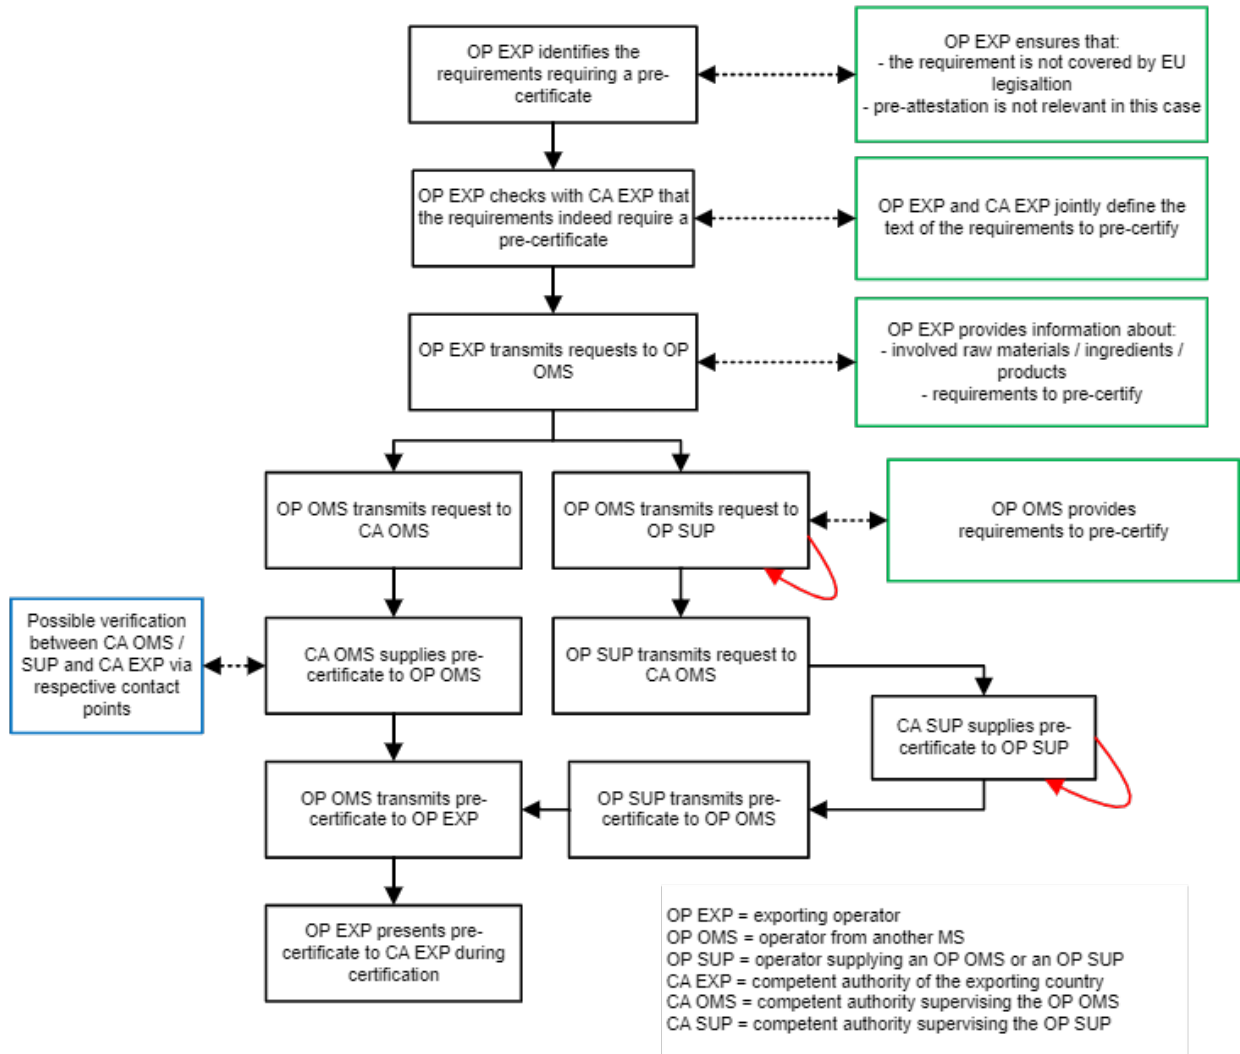 OP EXP identifies the
requirements requiring a pre-
certificate
OP EXP ensures that:
- the requirement is not covered by EU
legisaltion
- pre-attestation is not relevant in this case
OP EXP checks with CA EXP that
the requirements indeed require a
pre-certificate
OP EXP and CA EXP jointly define the
text of the requirements to pre-certify
OP EXP transmits requests to OP
OMS
OP EXP provides information about:
- involved raw materials / ingredients /
products
- requirements to pre-certify
OP OMS transmits request to
CA OMS
OP OMS transmits request to
OP SUP
OP OMS provides
requirements to pre-certify
Possible verification
between CA OMS /
SUP and CA EXP via
respective contact
points
CA OMS supplies pre-
certificate to OP OMS
OP SUP transmits request to
CA OMS
CA SUP supplies pre-
certificate to OP SUP
OP OMS transmits pre-
certificate to OP EXP
OP SUP transmits pre-
certificate to OP OMS
OP EXP presents pre-
certificate to CA EXP during
certification
OP EXP = exporting operator
OP OMS = operator from another MS
OP SUP = operator supplying an OP OMS or an OP SUP
CA EXP = competent authority of the exporting country
CA OMS = competent authority supervising the OP OMS
CA SUP = competent authority supervising the OP SUP